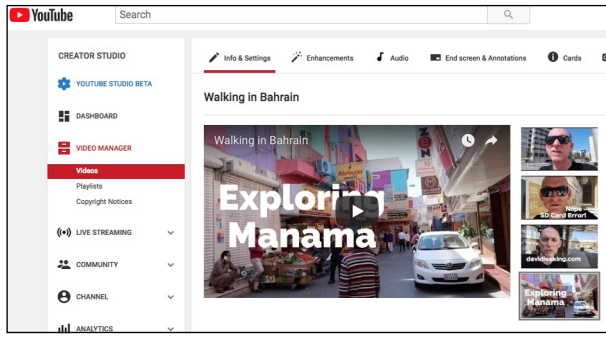 YouTube
Search
CREATOR STUDIO
YOUTUBE STUDIO BETA
DASHBOARD
VIDEO MANAGER
Videos
Playlists
Copyright Notices
LIVE STREAMING
COMMUNITY
CHANNEL
ANALYTICS
Info & Settings
Enhancements
Audio
End screen & Annotations
Cards
Walking in Bahrain
Walking in Bahrain
Exploring
Manama
Nope
SD Card Error!
davidleeking.com
Exploring
Manama